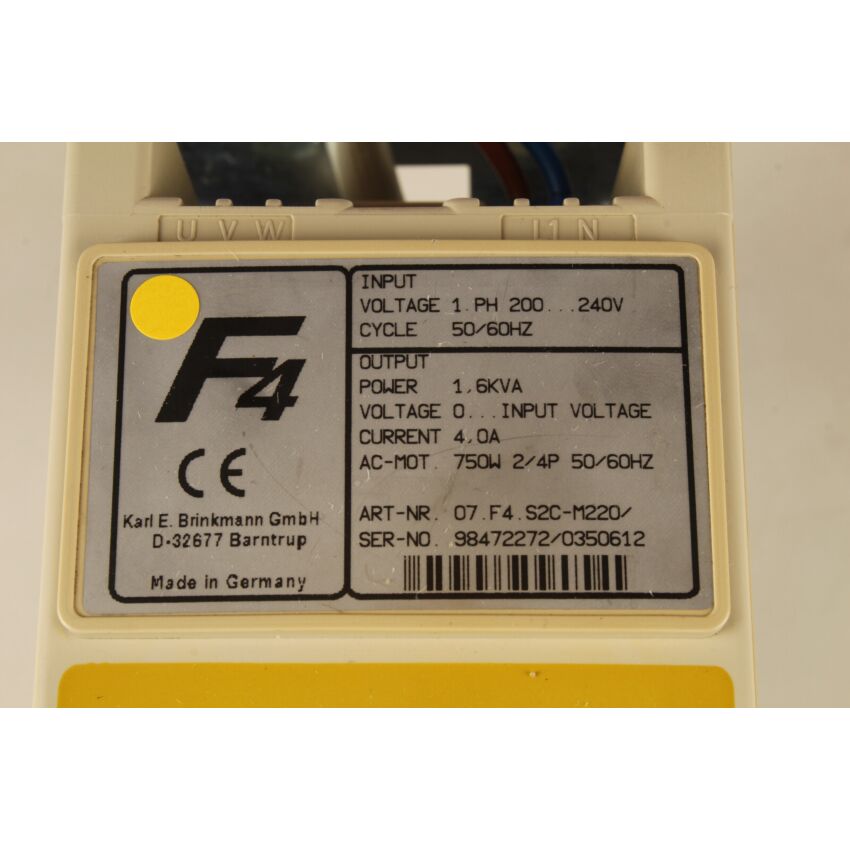 U V W
L1 N
F4
CE
Karl E. Brinkmann GmbH
D-32677 Barntrup
Made in Germany
INPUT
VOLTAGE 1.PH 200...240V
CYCLE 50/60HZ
OUTPUT
POWER 1,6KVA
VOLTAGE 0...INPUT VOLTAGE
CURRENT 4,0A
AC-MOT. 750W 2/4P 50/60HZ
ART-NR. 07.F4.S2C-M220/
SER-NO. 98472272/0350612